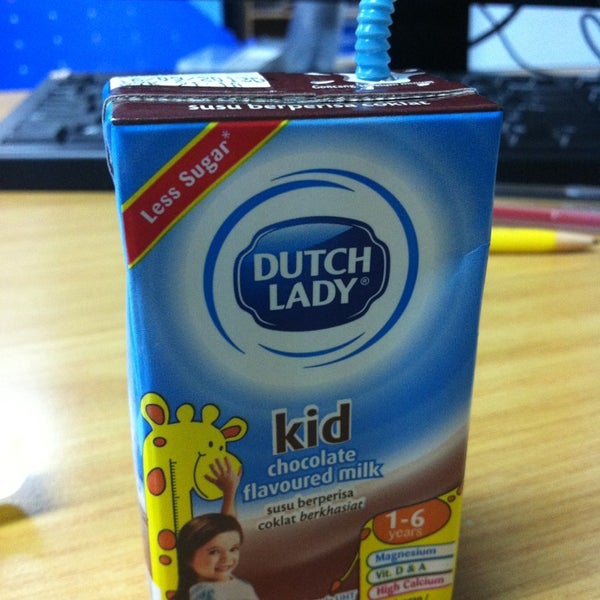 susu berperisa coklat
Less Sugar*
DUTCH
LADY®
kid
chocolate
flavoured milk
susu berperisa
coklat berkhasiat
1-6
years
Magnesium
Vit. D & A
High Calcium
UHT